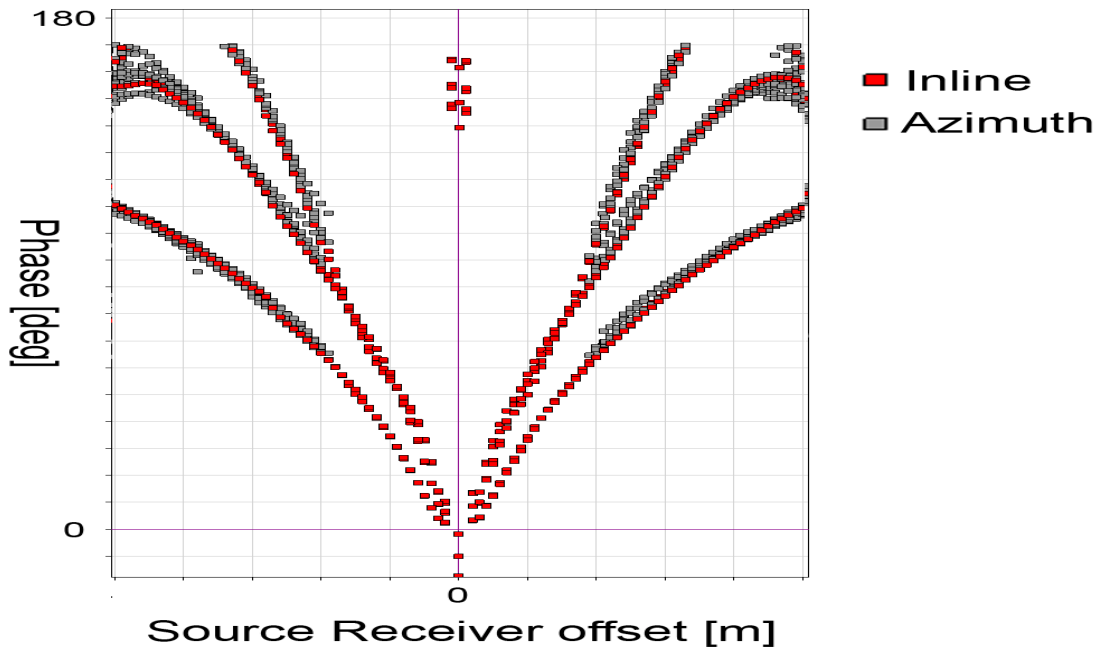 180
Inline
Azimuth
Phase [deg]
0
0
Source Receiver offset [m]